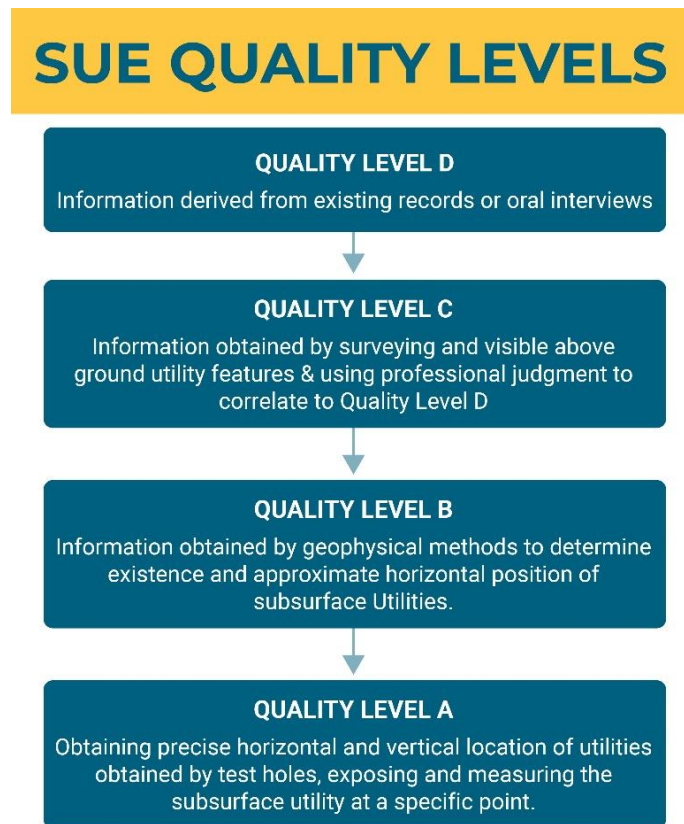 SUE QUALITY LEVELS
QUALITY LEVEL D
Information derived from existing records or oral interviews
QUALITY LEVEL C
Information obtained by surveying and visible above
ground utility features & using professional judgment to
correlate to Quality Level D
QUALITY LEVEL B
Information obtained by geophysical methods to determine
existence and approximate horizontal position of
subsurface Utilities.
QUALITY LEVEL A
Obtaining precise horizontal and vertical location of utilities
obtained by test holes, exposing and measuring the
subsurface utility at a specific point.